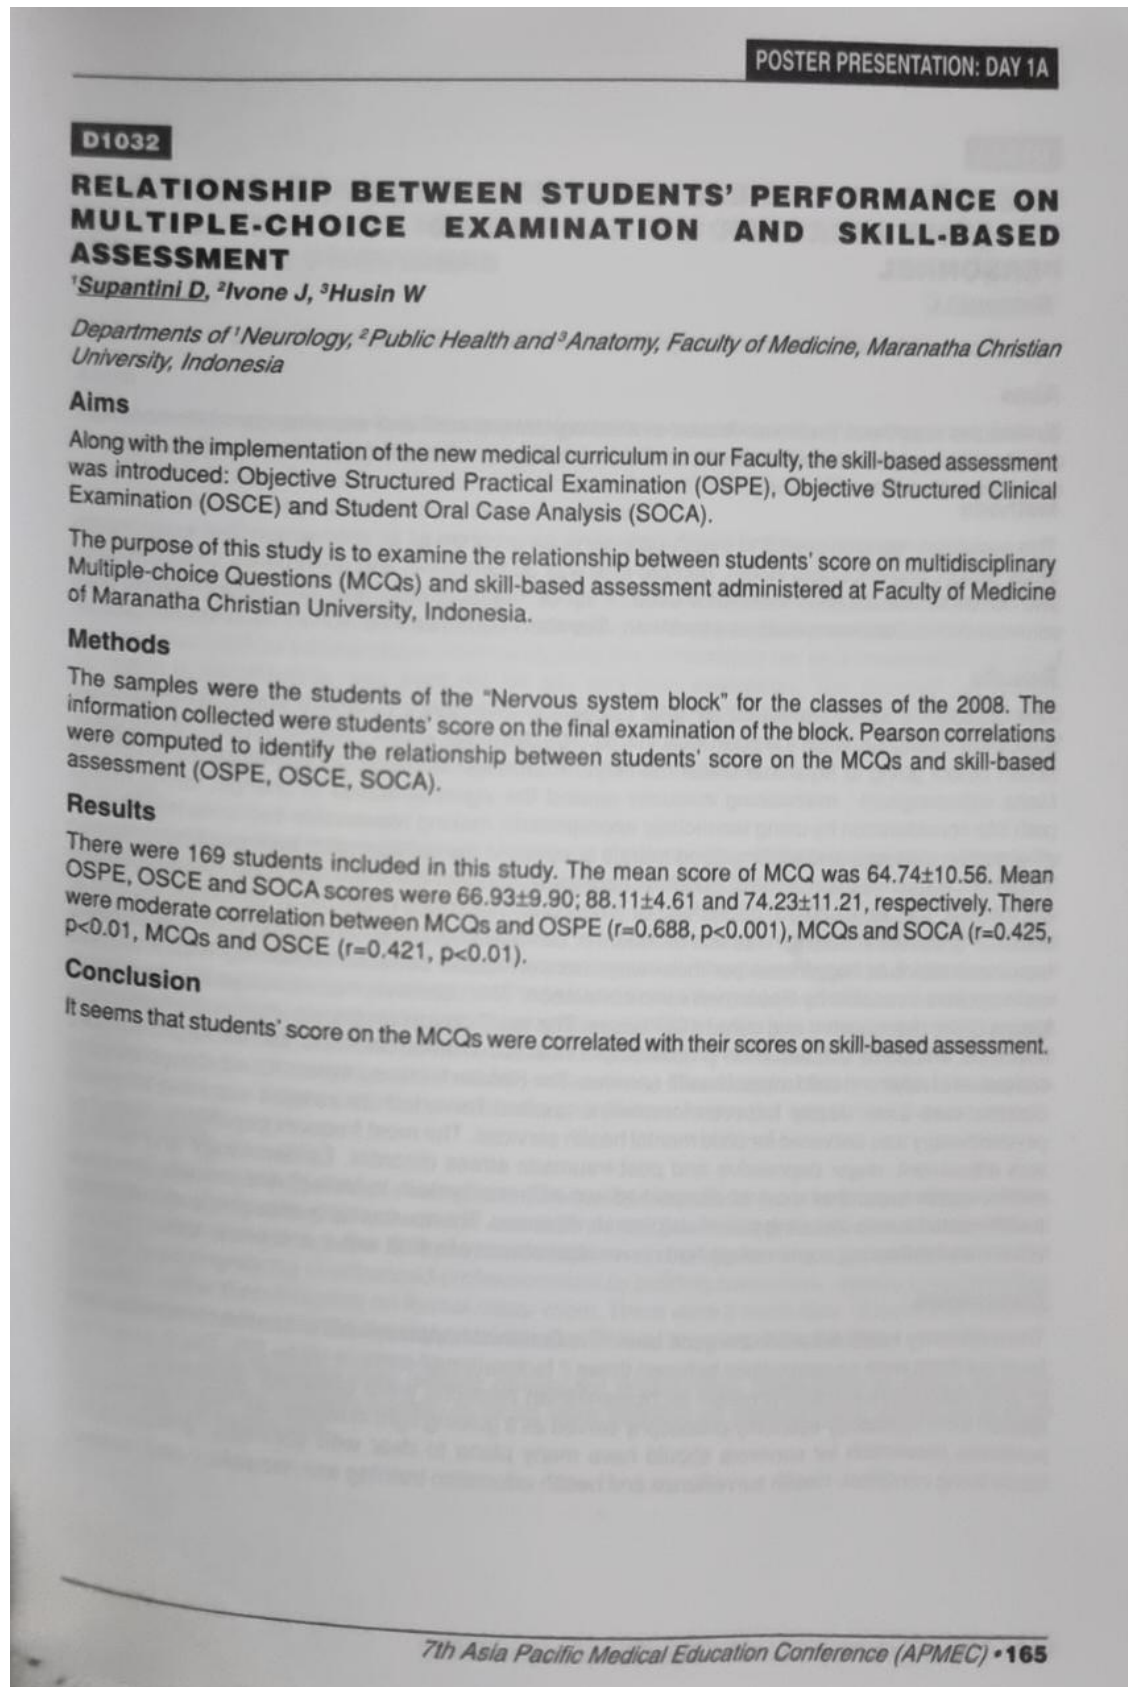 POSTER PRESENTATION: DAY 1A
D1032
RELATIONSHIP BETWEEN STUDENTS' PERFORMANCE ON
MULTIPLE-CHOICE EXAMINATION AND SKILL-BASED
ASSESSMENT
¹Supantini D, ²Ivone J, ³Husin W
Departments of ¹Neurology, ²Public Health and ³Anatomy, Faculty of Medicine, Maranatha Christian
University, Indonesia
Aims
Along with the implementation of the new medical curriculum in our Faculty, the skill-based assessment
was introduced: Objective Structured Practical Examination (OSPE), Objective Structured Clinical
Examination (OSCE) and Student Oral Case Analysis (SOCA).
The purpose of this study is to examine the relationship between students' score on multidisciplinary
Multiple-choice Questions (MCQs) and skill-based assessment administered at Faculty of Medicine
of Maranatha Christian University, Indonesia.
Methods
The samples were the students of the "Nervous system block" for the classes of the 2008. The
information collected were students' score on the final examination of the block. Pearson correlations
were computed to identify the relationship between students' score on the MCQs and skill-based
assessment (OSPE, OSCE, SOCA).
Results
There were 169 students included in this study. The mean score of MCQ was 64.74±10.56. Mean
OSPE, OSCE and SOCA scores were 66.93±9.90; 88.11±4.61 and 74.23±11.21, respectively. There
were moderate correlation between MCQs and OSPE (r=0.688, p<0.001), MCQs and SOCA (r=0.425,
p<0.01, MCQs and OSCE (r=0.421, p<0.01).
Conclusion
It seems that students' score on the MCQs were correlated with their scores on skill-based assessment.
7th Asia Pacific Medical Education Conference (APMEC) • 165